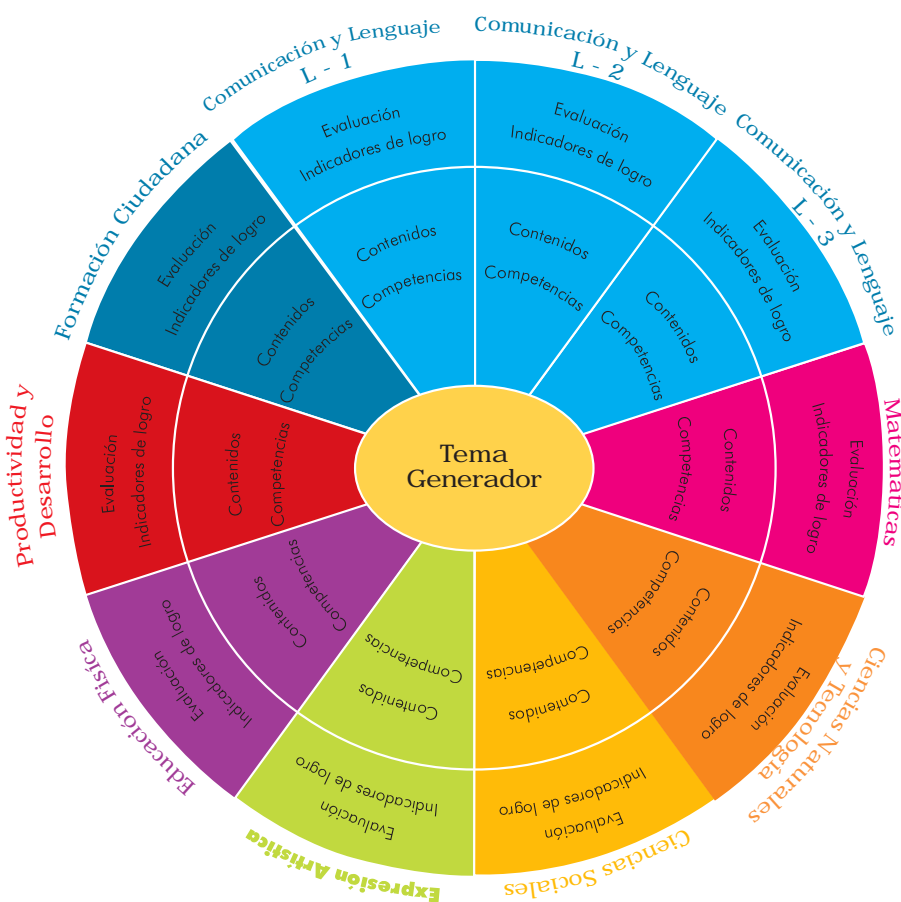 Comunicación y Lenguaje
L - 1
Evaluación
Indicadores de logro
Contenidos
Competencias
Comunicación y Lenguaje
L - 2
Evaluación
Indicadores de logro
Contenidos
Competencias
Comunicación y Lenguaje
L - 3
Evaluación
Indicadores de logro
Contenidos
Competencias
Matemáticas
Evaluación
Indicadores de logro
Contenidos
Competencias
Ciencias Naturales
y Tecnología
Evaluación
Indicadores de logro
Contenidos
Competencias
Ciencias Sociales
Evaluación
Indicadores de logro
Contenidos
Competencias
Expresión Artística
Evaluación
Indicadores de logro
Contenidos
Competencias
Educación Física
Evaluación
Indicadores de logro
Contenidos
Competencias
Productividad y
Desarrollo
Evaluación
Indicadores de logro
Contenidos
Competencias
Formación Ciudadana
Evaluación
Indicadores de logro
Contenidos
Competencias
Tema
Generador